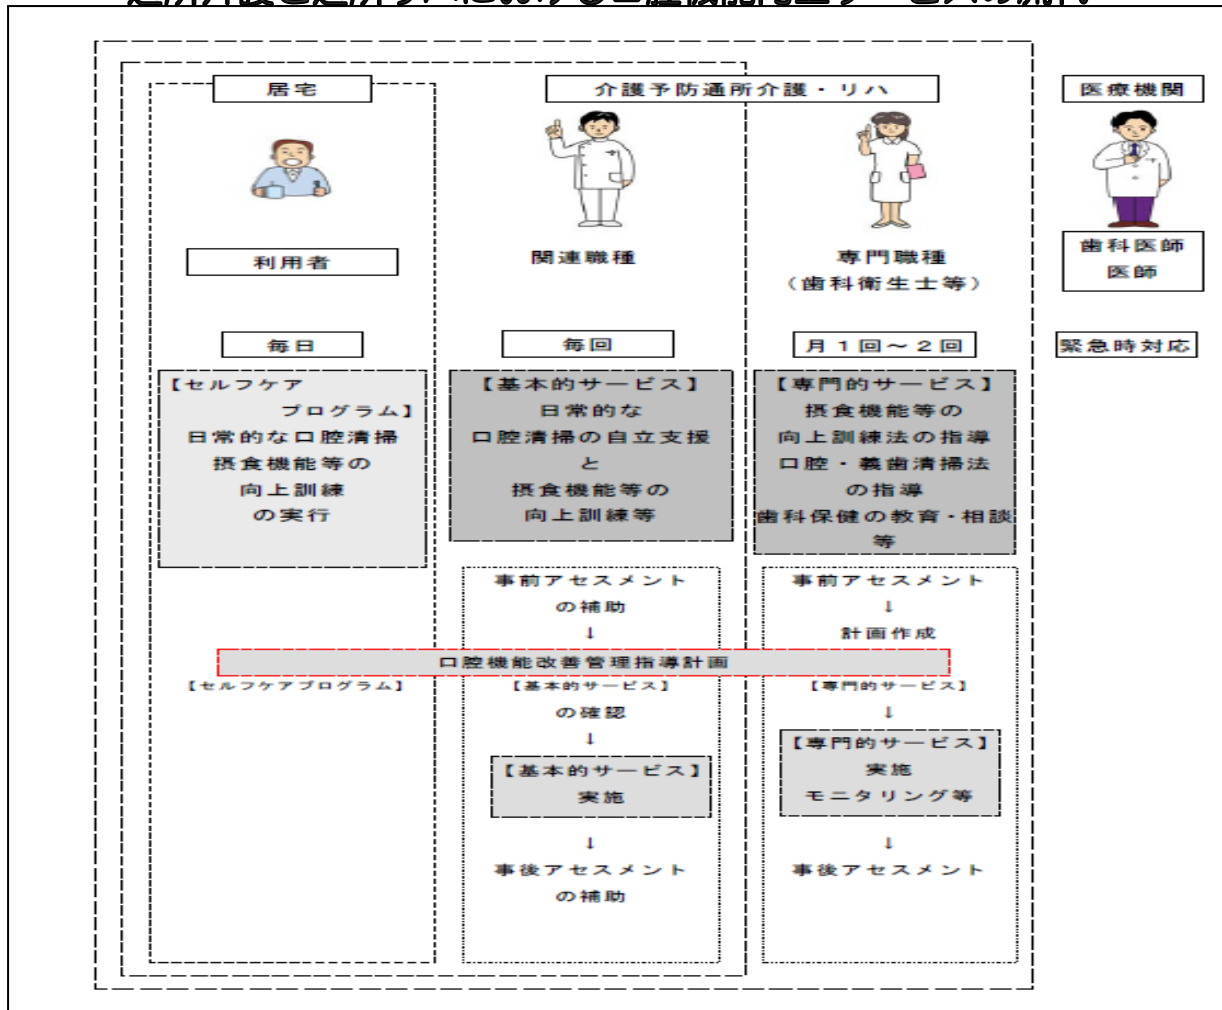 居宅
介護予防通所介護・リハ
医療機関
利用者
関連職種
専門職種
（歯科衛生士等）
歯科医師
医師
毎日
毎回
月１回～２回
緊急時対応
【セルフケア
プログラム】
日常的な口腔清掃
摂食機能等の
向上訓練
の実行
【基本的サービス】
日常的な
口腔清掃の自立支援
と
摂食機能等の
向上訓練等
【専門的サービス】
摂食機能等の
向上訓練法の指導
口腔・義歯清掃法
の指導
歯科保健の教育・相談
等
事前アセスメント
の補助
↓
事前アセスメント
↓
計画作成
口腔機能改善管理指導計画
【セルフケアプログラム】
【基本的サービス】
の確認
↓
【基本的サービス】
実施
↓
事後アセスメント
の補助
【専門的サービス】
↓
【専門的サービス】
実施
モニタリング等
↓
事後アセスメント